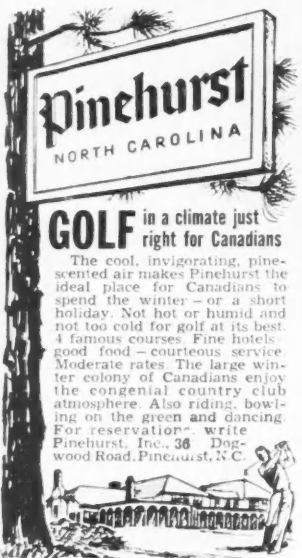 Pinehurst
NORTH CAROLINA
GOLF in a climate just
right for Canadians
The cool, invigorating, pine-
scented air makes Pinehurst the
ideal place for Canadians to
spend the winter – or a short
holiday. Not hot or humid and
not too cold for golf at its best.
4 famous courses. Fine hotels –
good food – courteous service.
Moderate rates. The large win-
ter colony of Canadians enjoy
the congenial country club
atmosphere. Also riding, bowl-
ing on the green and dancing.
For reservations, write
Pinehurst, Inc., 36 Dog-
wood Road, Pinehurst, N.C.